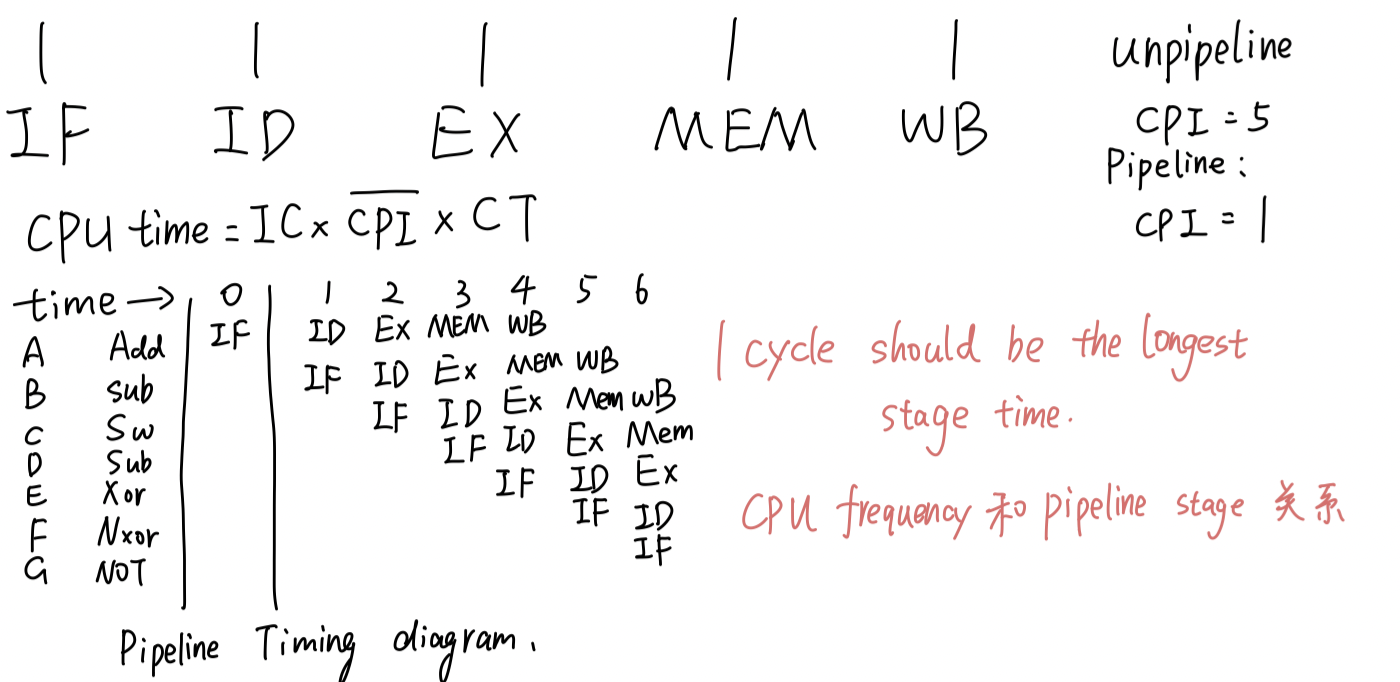 IF ID EX MEM WB
unpipeline
CPI = 5
Pipeline:
CPI = 1
CPU time = IC × CPI × CT
time → 0 1 2 3 4 5 6
A Add IF ID Ex MEM WB
B sub IF ID Ex MEM WB
C Sw IF ID Ex Mem WB
D Sub IF ID Ex Mem
E Xor IF ID Ex
F Nxor IF ID
G NOT IF
Pipeline Timing diagram.
1 cycle should be the longest
stage time.
CPU frequency 和 pipeline stage 关系